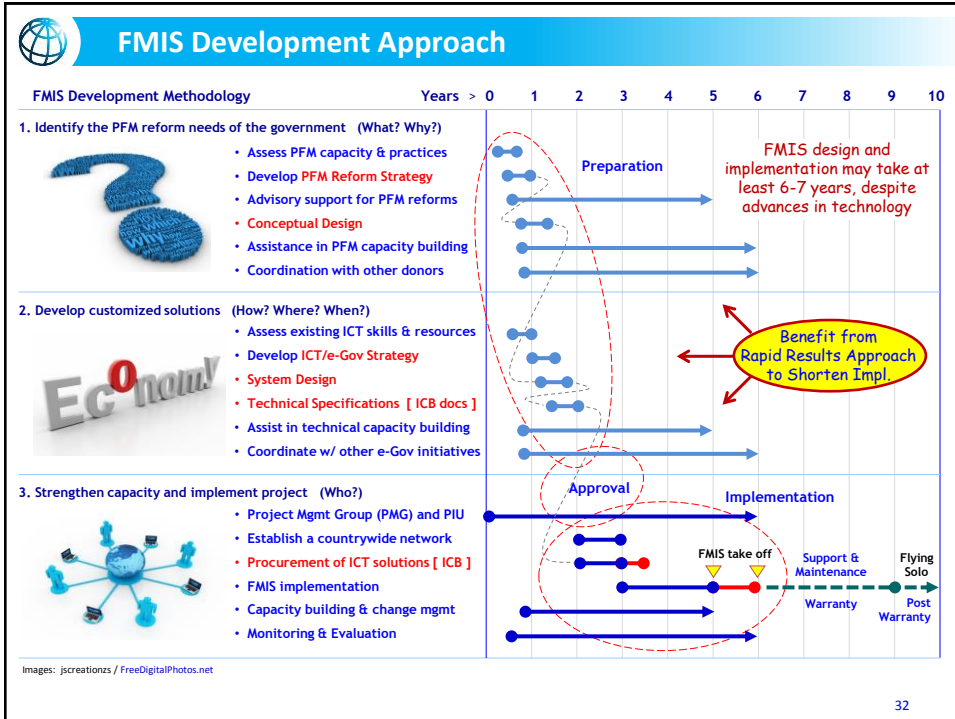 FMIS Development Approach
FMIS Development Methodology
Years > 0 1 2 3 4 5 6 7 8 9 10
1. Identify the PFM reform needs of the government (What? Why?)
• Assess PFM capacity & practices
• Develop PFM Reform Strategy
• Advisory support for PFM reforms
• Conceptual Design
• Assistance in PFM capacity building
• Coordination with other donors
Preparation
FMIS design and
implementation may take at
least 6-7 years, despite
advances in technology
2. Develop customized solutions (How? Where? When?)
• Assess existing ICT skills & resources
• Develop ICT/e-Gov Strategy
• System Design
• Technical Specifications [ ICB docs ]
• Assist in technical capacity building
• Coordinate w/ other e-Gov initiatives
Economy
Benefit from
Rapid Results Approach
to Shorten Impl.
3. Strengthen capacity and implement project (Who?)
• Project Mgmt Group (PMG) and PIU
• Establish a countrywide network
• Procurement of ICT solutions [ ICB ]
• FMIS implementation
• Capacity building & change mgmt
• Monitoring & Evaluation
Approval
Implementation
FMIS take off
Support &
Maintenance
Flying
Solo
Warranty
Post
Warranty
Images: jscreationzs / FreeDigitalPhotos.net
32